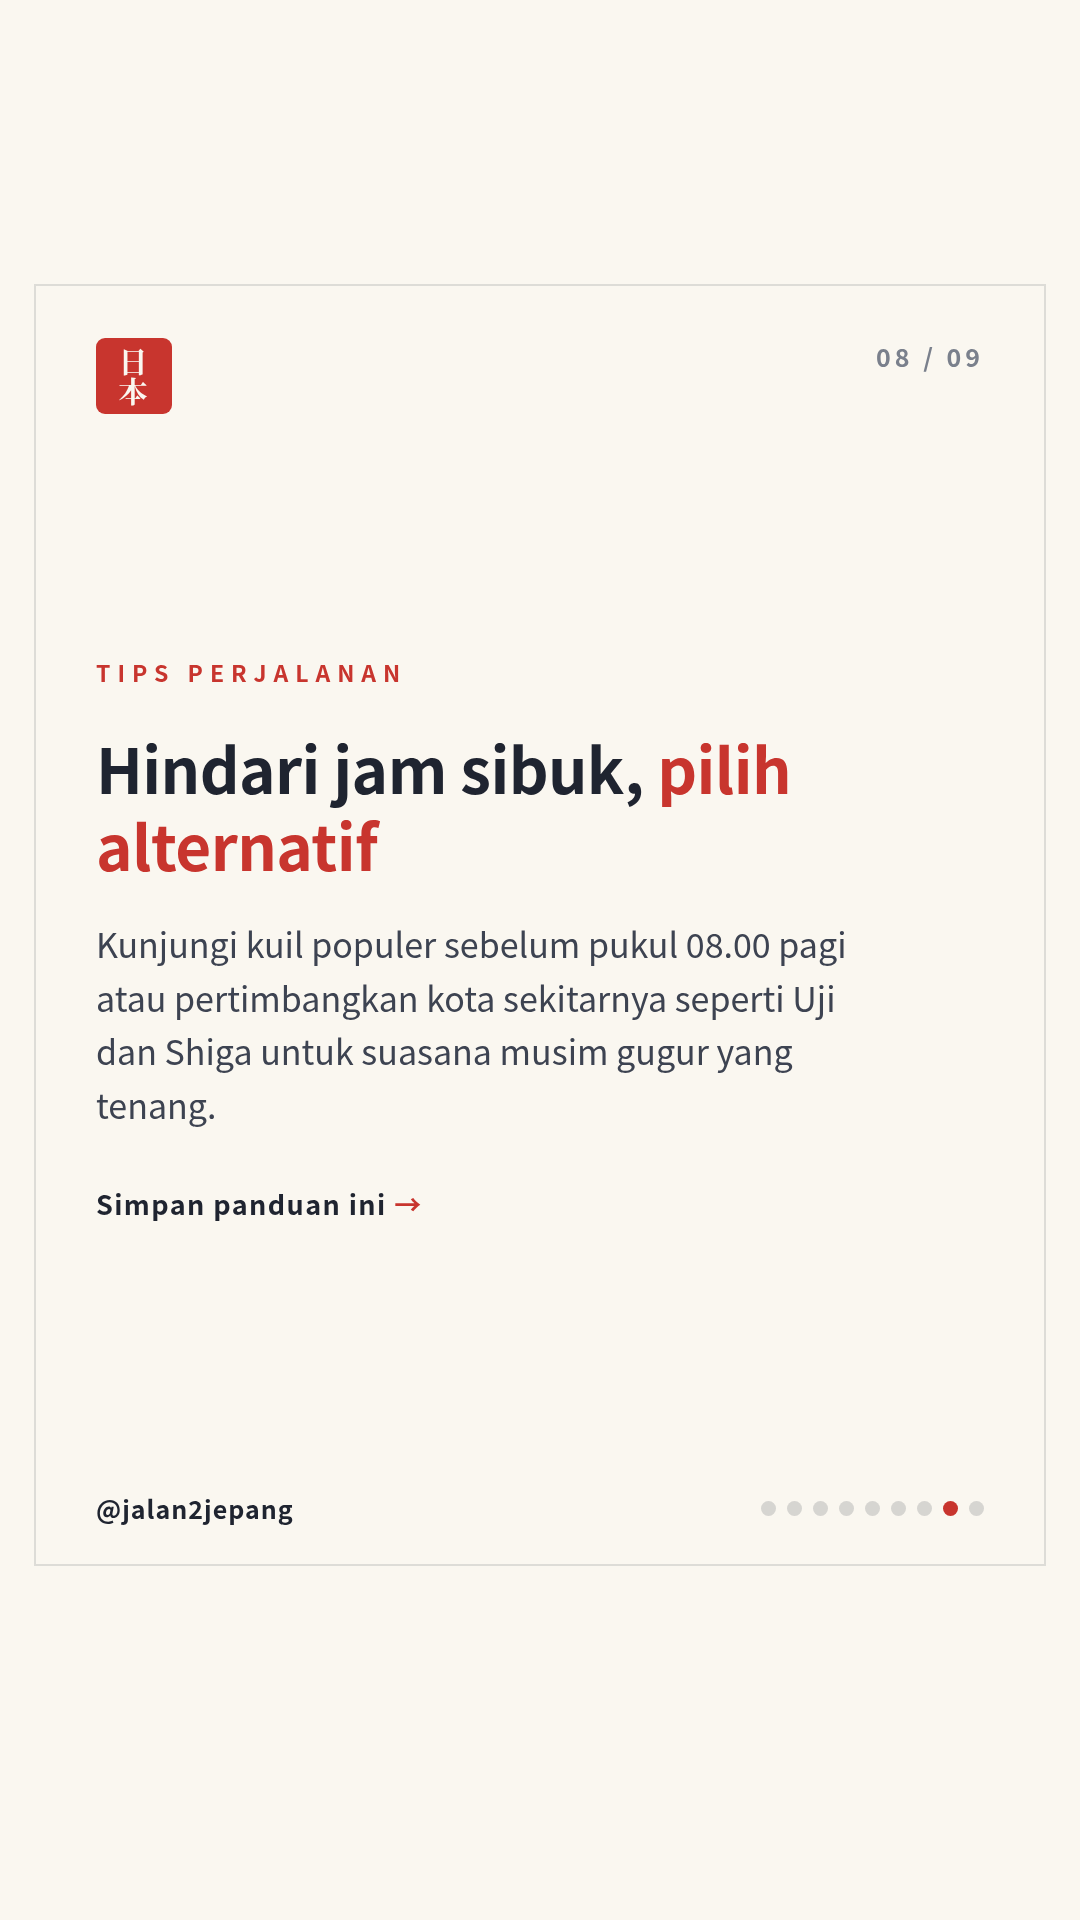 日
本
08 / 09
TIPS PERJALANAN
Hindari jam sibuk, pilih
alternatif
Kunjungi kuil populer sebelum pukul 08.00 pagi
atau pertimbangkan kota sekitarnya seperti Uji
dan Shiga untuk suasana musim gugur yang
tenang.
Simpan panduan ini →
@jalan2jepang